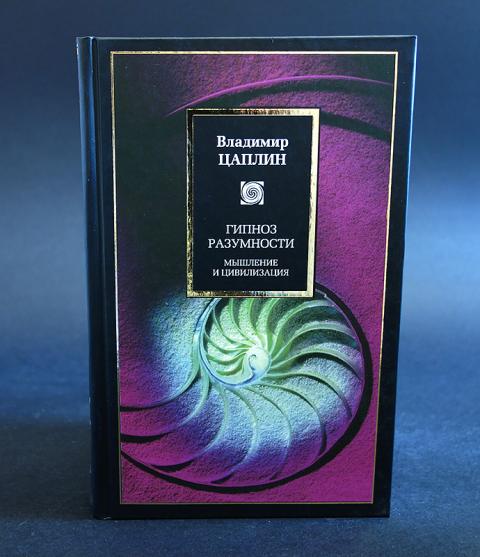 Владимир
ЦАПЛИН
ГИПНОЗ
РАЗУМНОСТИ
МЫШЛЕНИЕ
И ЦИВИЛИЗАЦИЯ